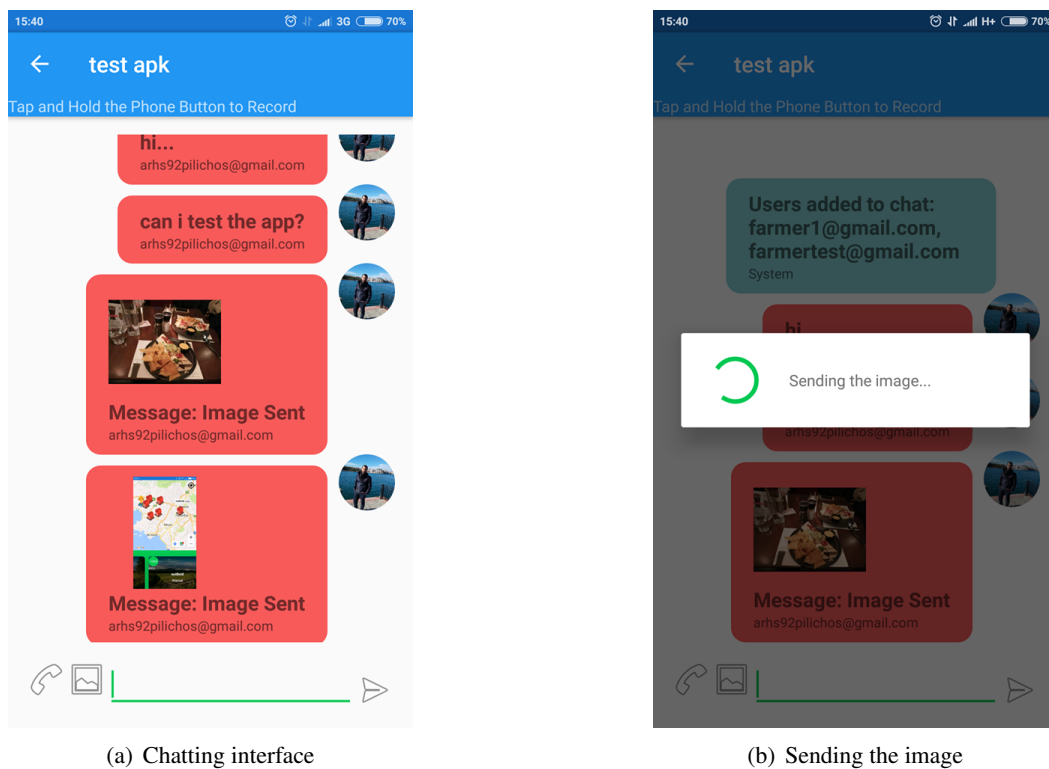 15:40
3G
70%
test apk
Tap and Hold the Phone Button to Record
hi...
arhs92pilichos@gmail.com
can i test the app?
arhs92pilichos@gmail.com
Message: Image Sent
arhs92pilichos@gmail.com
Message: Image Sent
arhs92pilichos@gmail.com
(a) Chatting interface
15:40
H+
70%
test apk
Tap and Hold the Phone Button to Record
Users added to chat:
farmer1@gmail.com,
farmertest@gmail.com
System
hi
Sending the image...
arhs92pilichos@gmail.com
Message: Image Sent
arhs92pilichos@gmail.com
(b) Sending the image